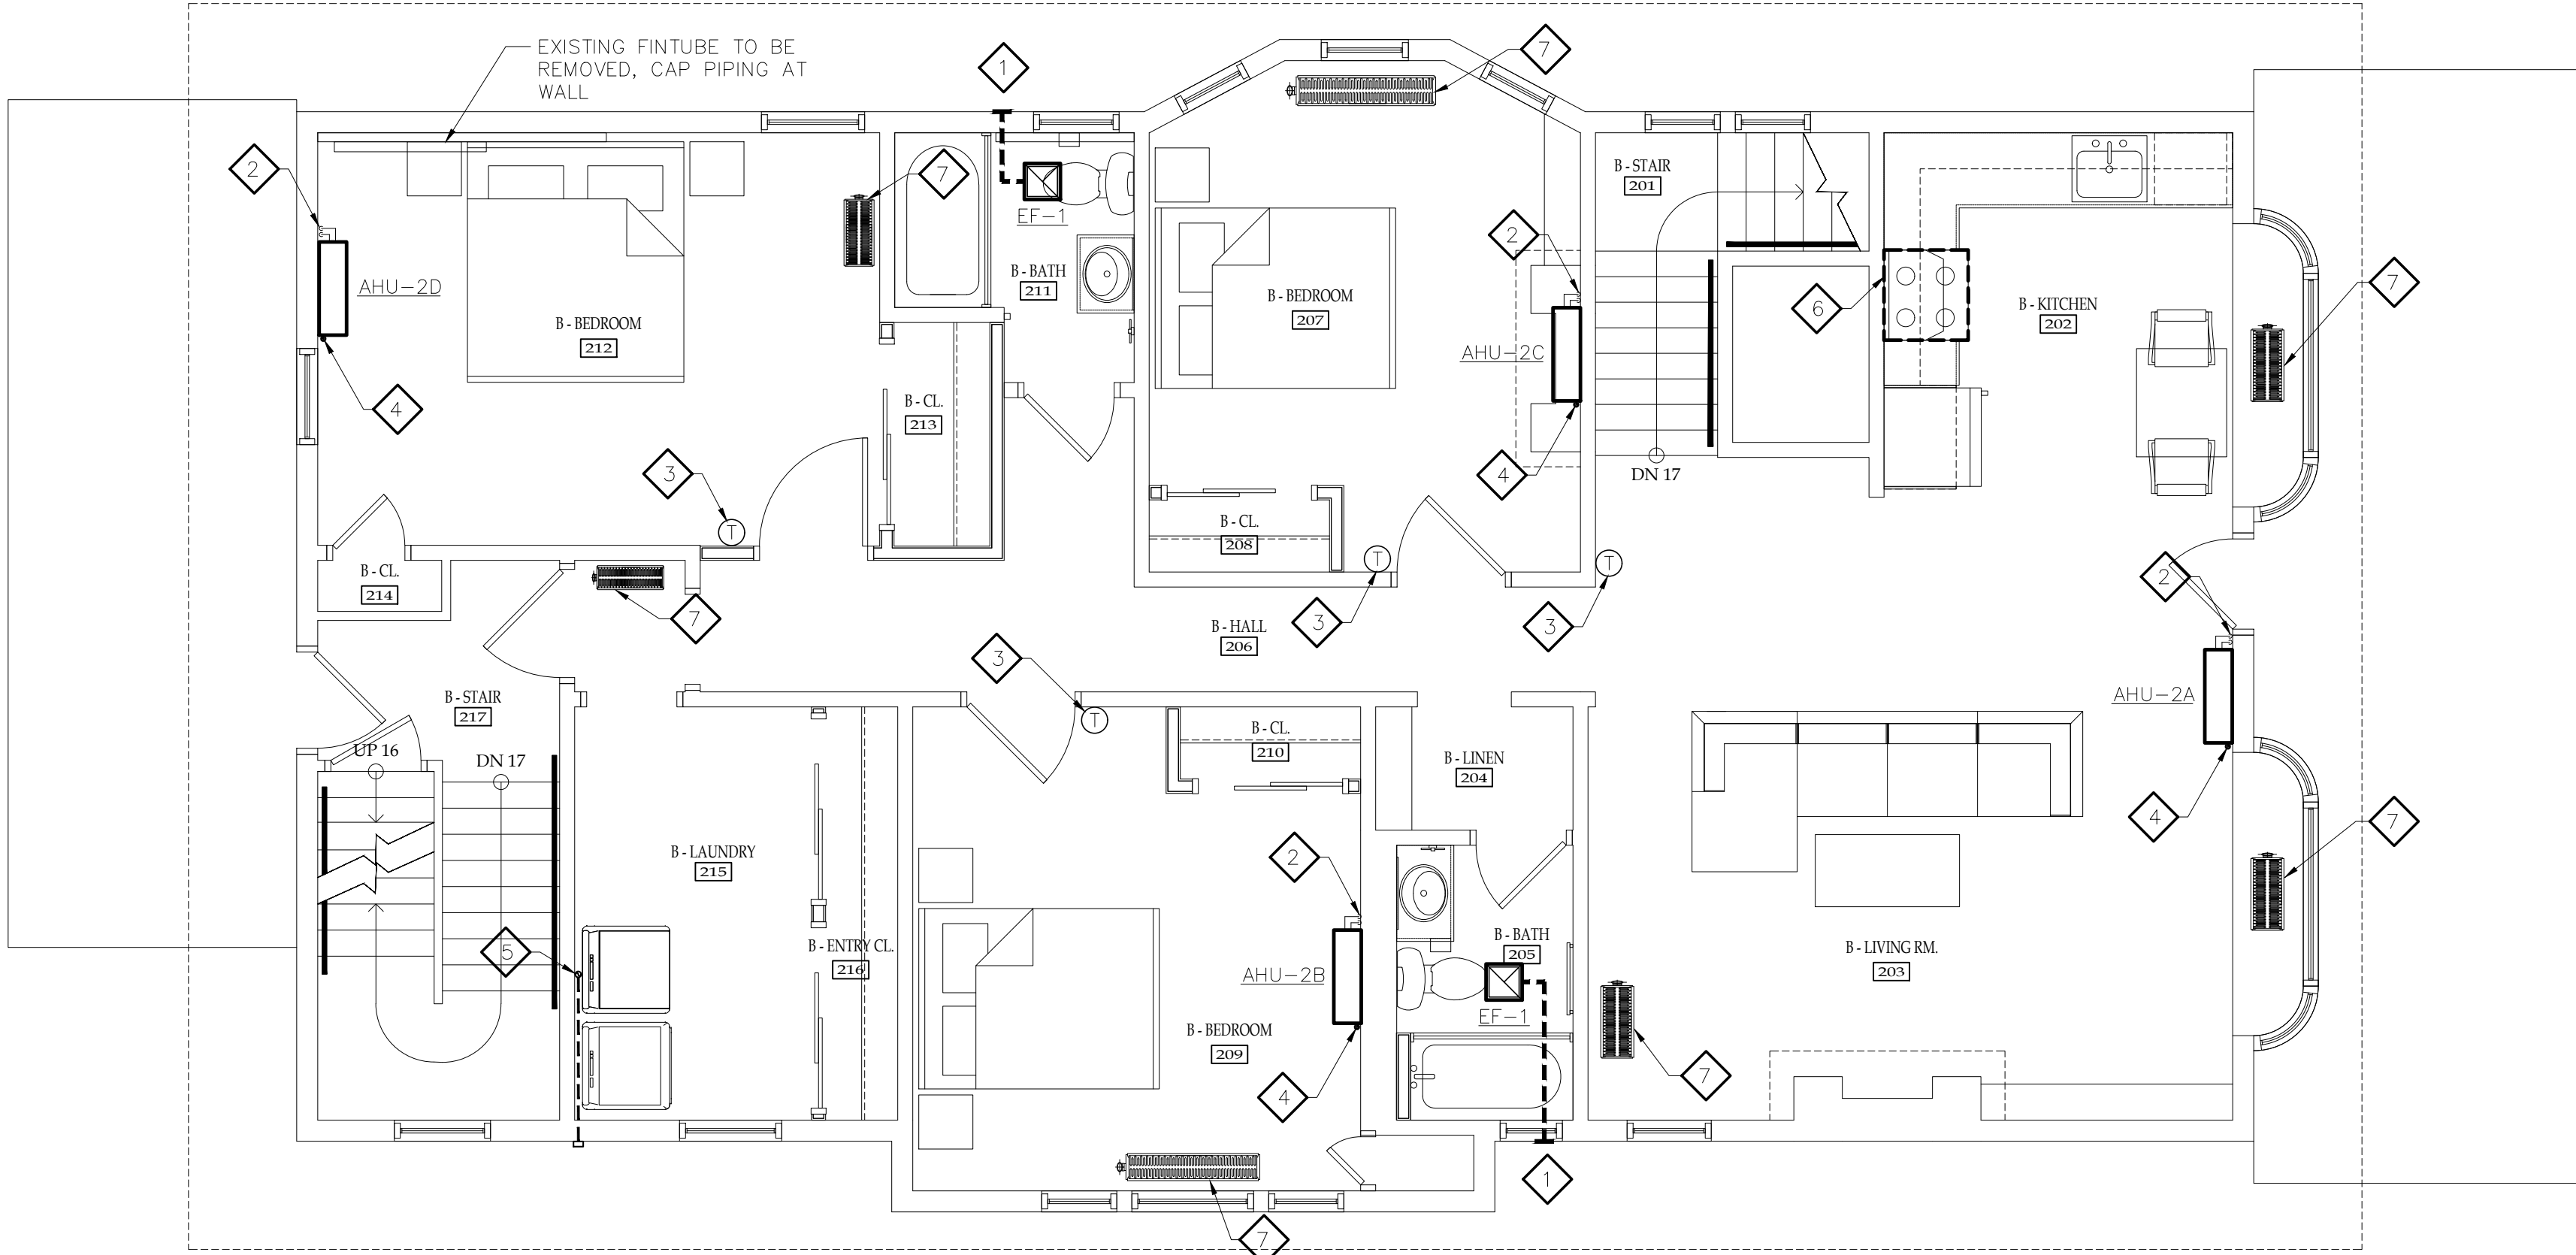 EXISTING FINTUBE TO BE
REMOVED, CAP PIPING AT
WALL
1
7
2
7
EF-1
B - STAIR
201
2
AHU-2D
B - BATH
211
B - BEDROOM
207
6
B - KITCHEN
202
7
B - BEDROOM
212
AHU-2C
4
B - CL.
213
3
T
4
DN 17
B - CL.
208
T
T
B - CL.
214
7
3
3
2
B - HALL
206
3
T
B - STAIR
217
AHU-2A
UP 16
DN 17
B - CL.
210
B - LINEN
204
4
7
B - LAUNDRY
215
2
5
B - ENTRY CL.
216
AHU-2B
B - BATH
205
B - LIVING RM.
203
EF-1
B - BEDROOM
209
4
7
1
7